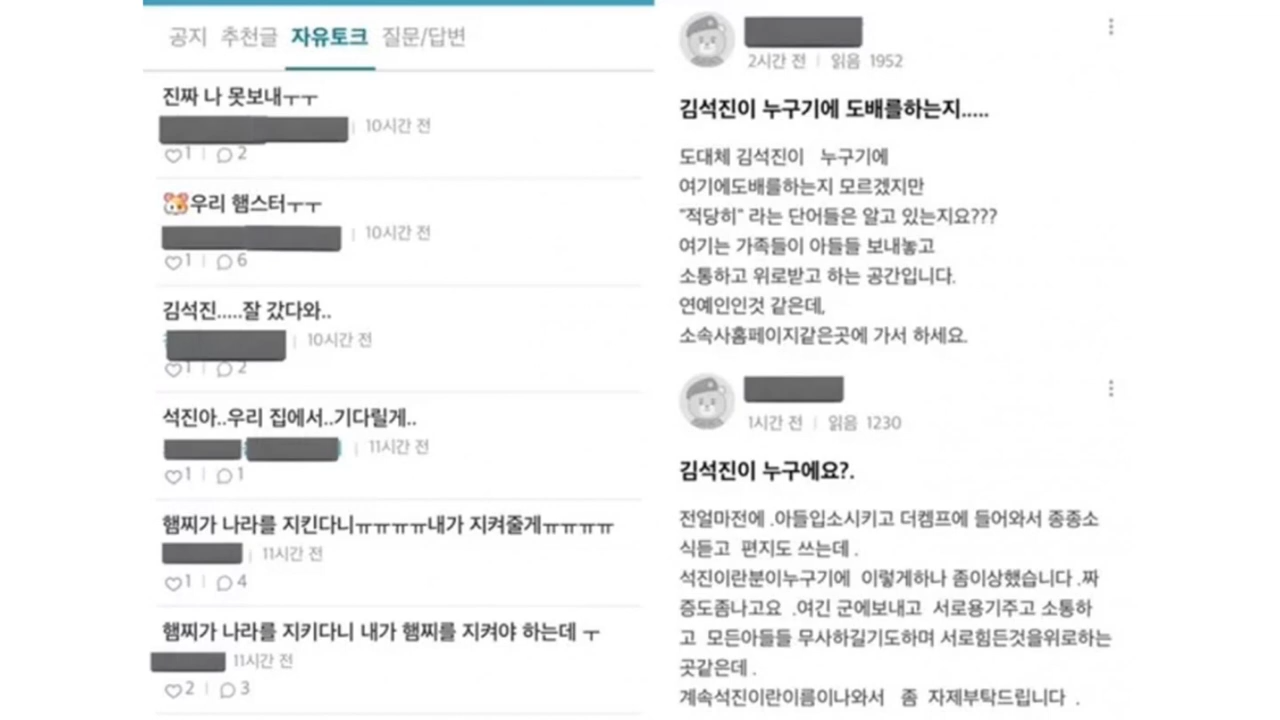 공지 추천글 자유토크 질문/답변
진짜 나 못보내ㅜㅜ
10시간 전
1 2
🐹우리 햄스터ㅜㅜ
10시간 전
1 6
김석진.....잘 갔다와..
10시간 전
1 2
석진아..우리 집에서..기다릴게..
11시간 전
1 1
햄찌가 나라를 지킨다니ㅠㅠㅠㅠ내가 지켜줄게ㅠㅠㅠㅠ
11시간 전
1 4
햄찌가 나라를 지키다니 내가 햄찌를 지켜야 하는데 ㅜ
11시간 전
2 3
2시간 전 | 읽음 1952
김석진이 누구기에 도배를하는지.....
도대체 김석진이 누구기에
여기에도배를하는지 모르겠지만
"적당히" 라는 단어들은 알고 있는지요???
여기는 가족들이 아들들 보내놓고
소통하고 위로받고 하는 공간입니다.
연예인인것 같은데,
소속사홈페이지같은곳에 가서 하세요.
1시간 전 | 읽음 1230
김석진이 누구에요?.
전얼마전에 .아들입소시키고 더켐프에 들어와서 종종소
식듣고 편지도 쓰는데 .
석진이란분이누구기에 이렇게하나 좀이상했습니다 .짜
증도좀나고요 .여긴 군에보내고 서로용기주고 소통하
고 모든아들들 무사하길기도하며 서로힘든것을위로하는
곳같은데 .
계속석진이란이름이나와서 좀 자제부탁드립니다 .